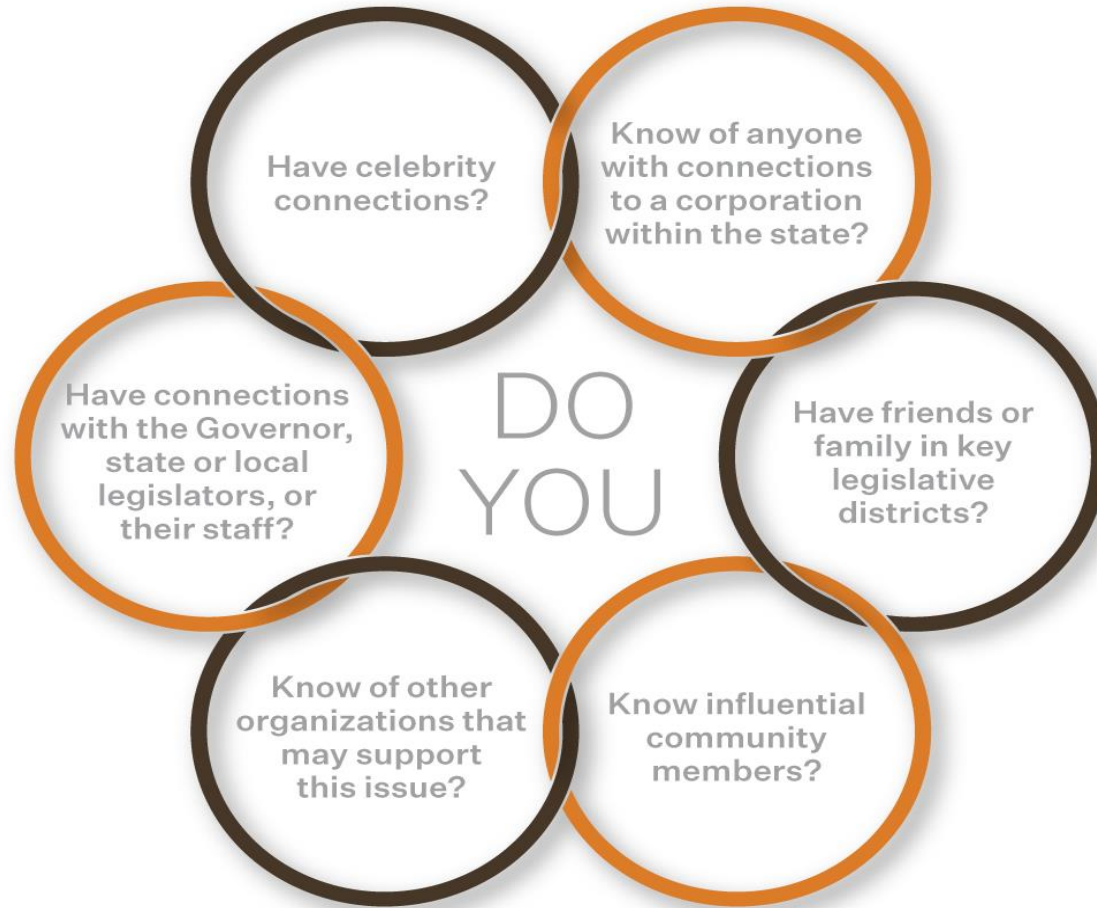 Have celebrity
connections?
Know of anyone
with connections
to a corporation
within the state?
Have connections
with the Governor,
state or local
legislators, or
their staff?
DO
YOU
Have friends or
family in key
legislative
districts?
Know of other
organizations that
may support
this issue?
Know influential
community
members?